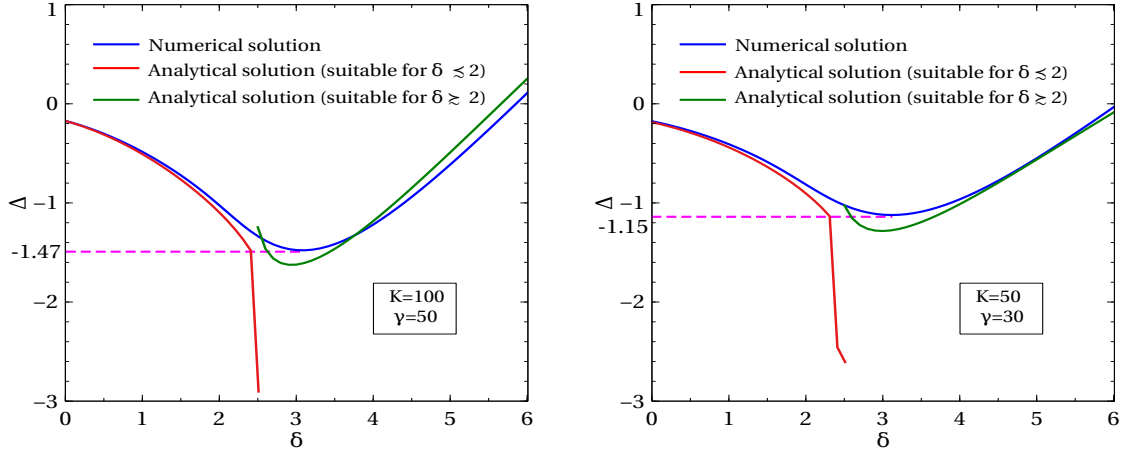 1
0
Δ −1
-1.47
−2
−3
0 1 2 3 4 5 6
δ
Numerical solution
Analytical solution (suitable for δ ≲ 2)
Analytical solution (suitable for δ ≳ 2)
K=100
γ=50
1
0
Δ −1
-1.15
−2
−3
0 1 2 3 4 5 6
δ
Numerical solution
Analytical solution (suitable for δ ≲ 2)
Analytical solution (suitable for δ ≳ 2)
K=50
γ=30